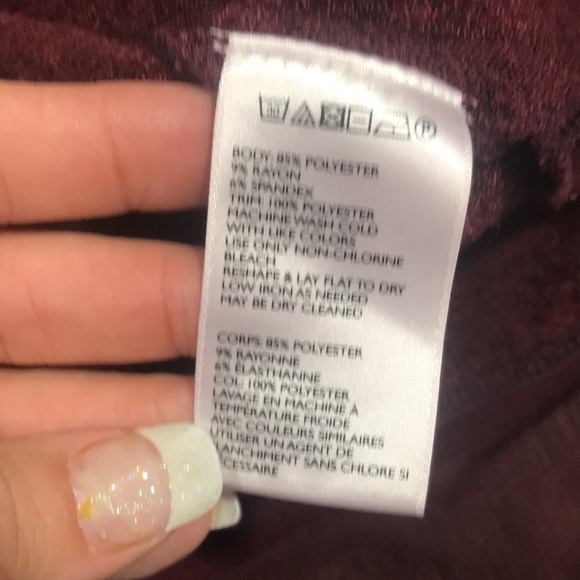 BODY: 85% POLYESTER
9% RAYON
6% SPANDEX
TRIM: 100% POLYESTER
MACHINE WASH COLD
WITH LIKE COLORS
USE ONLY NON-CHLORINE
BLEACH
RESHAPE & LAY FLAT TO DRY
LOW IRON AS NEEDED
MAY BE DRY CLEANED
CORPS: 85% POLYESTER
9% RAYONNE
6% ÉLASTHANNE
COL: 100% POLYESTER
LAVAGE EN MACHINE À
TEMPÉRATURE FROIDE
AVEC COULEURS SIMILAIRES
UTILISER UN AGENT DE
LANCHIMENT SANS CHLORE SI
CESSAIRE